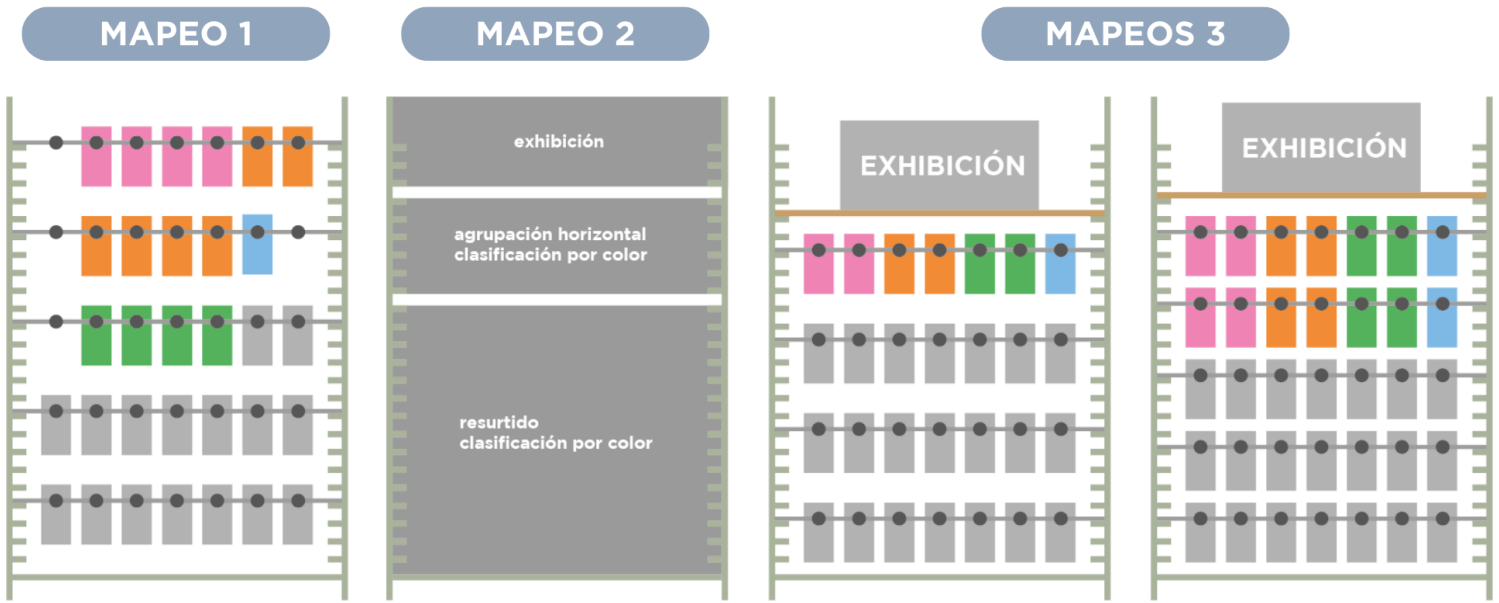 MAPEO 1
MAPEO 2
MAPEOS 3
exhibición
agrupación horizontal
clasificación por color
resurtido
clasificación por color
EXHIBICIÓN
EXHIBICIÓN